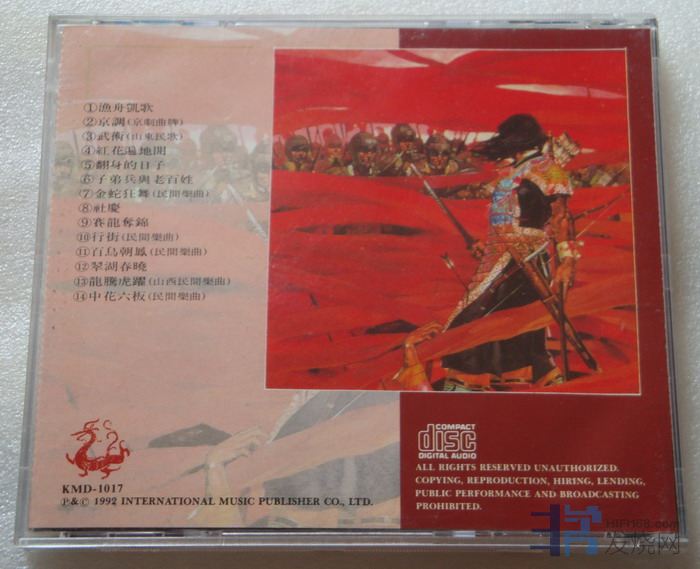 ①漁舟凱歌
②京調(京劇曲牌)
③武術(山東民歌)
④紅花遍地開
⑤翻身的日子
⑥子弟兵與老百姓
⑦金蛇狂舞(民間樂曲)
⑧社慶
⑨賽龍奪錦
⑩行街(民間樂曲)
⑪百鳥朝鳳(民間樂曲)
⑫翠湖春曉
⑬龍騰虎躍(山西民間樂曲)
⑭中花六板(民間樂曲)
KMD-1017
P&© 1992 INTERNATIONAL MUSIC PUBLISHER CO., LTD.
COMPACT
disc
DIGITAL AUDIO
ALL RIGHTS RESERVED UNAUTHORIZED.
COPYING, REPRODUCTION, HIRING, LENDING,
PUBLIC PERFORMANCE AND BROADCASTING
PROHIBITED.
HIFI168.com
发烧网